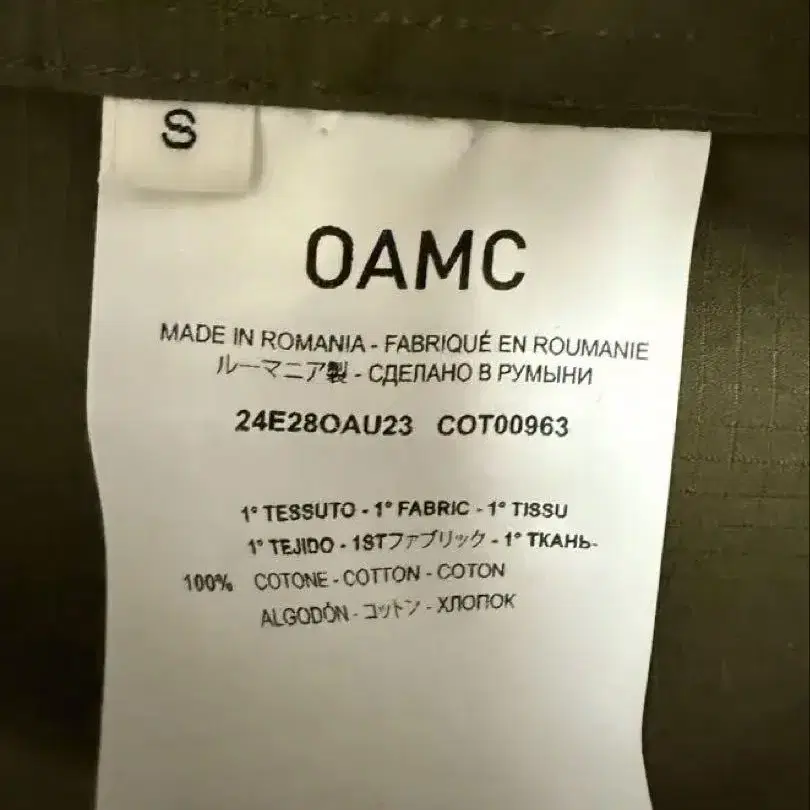 S
OAMC
MADE IN ROMANIA - FABRIQUÉ EN ROUMANIE
ルーマニア製 - СДЕЛАНО В РУМЫНИ
24E28OAU23 COT00963
1° TESSUTO - 1° FABRIC - 1° TISSU
1° TEJIDO - 1STファブリック - 1° ТКАНЬ-
100% COTONE - COTTON - COTON
ALGODÓN - コットン - ХЛОПОК